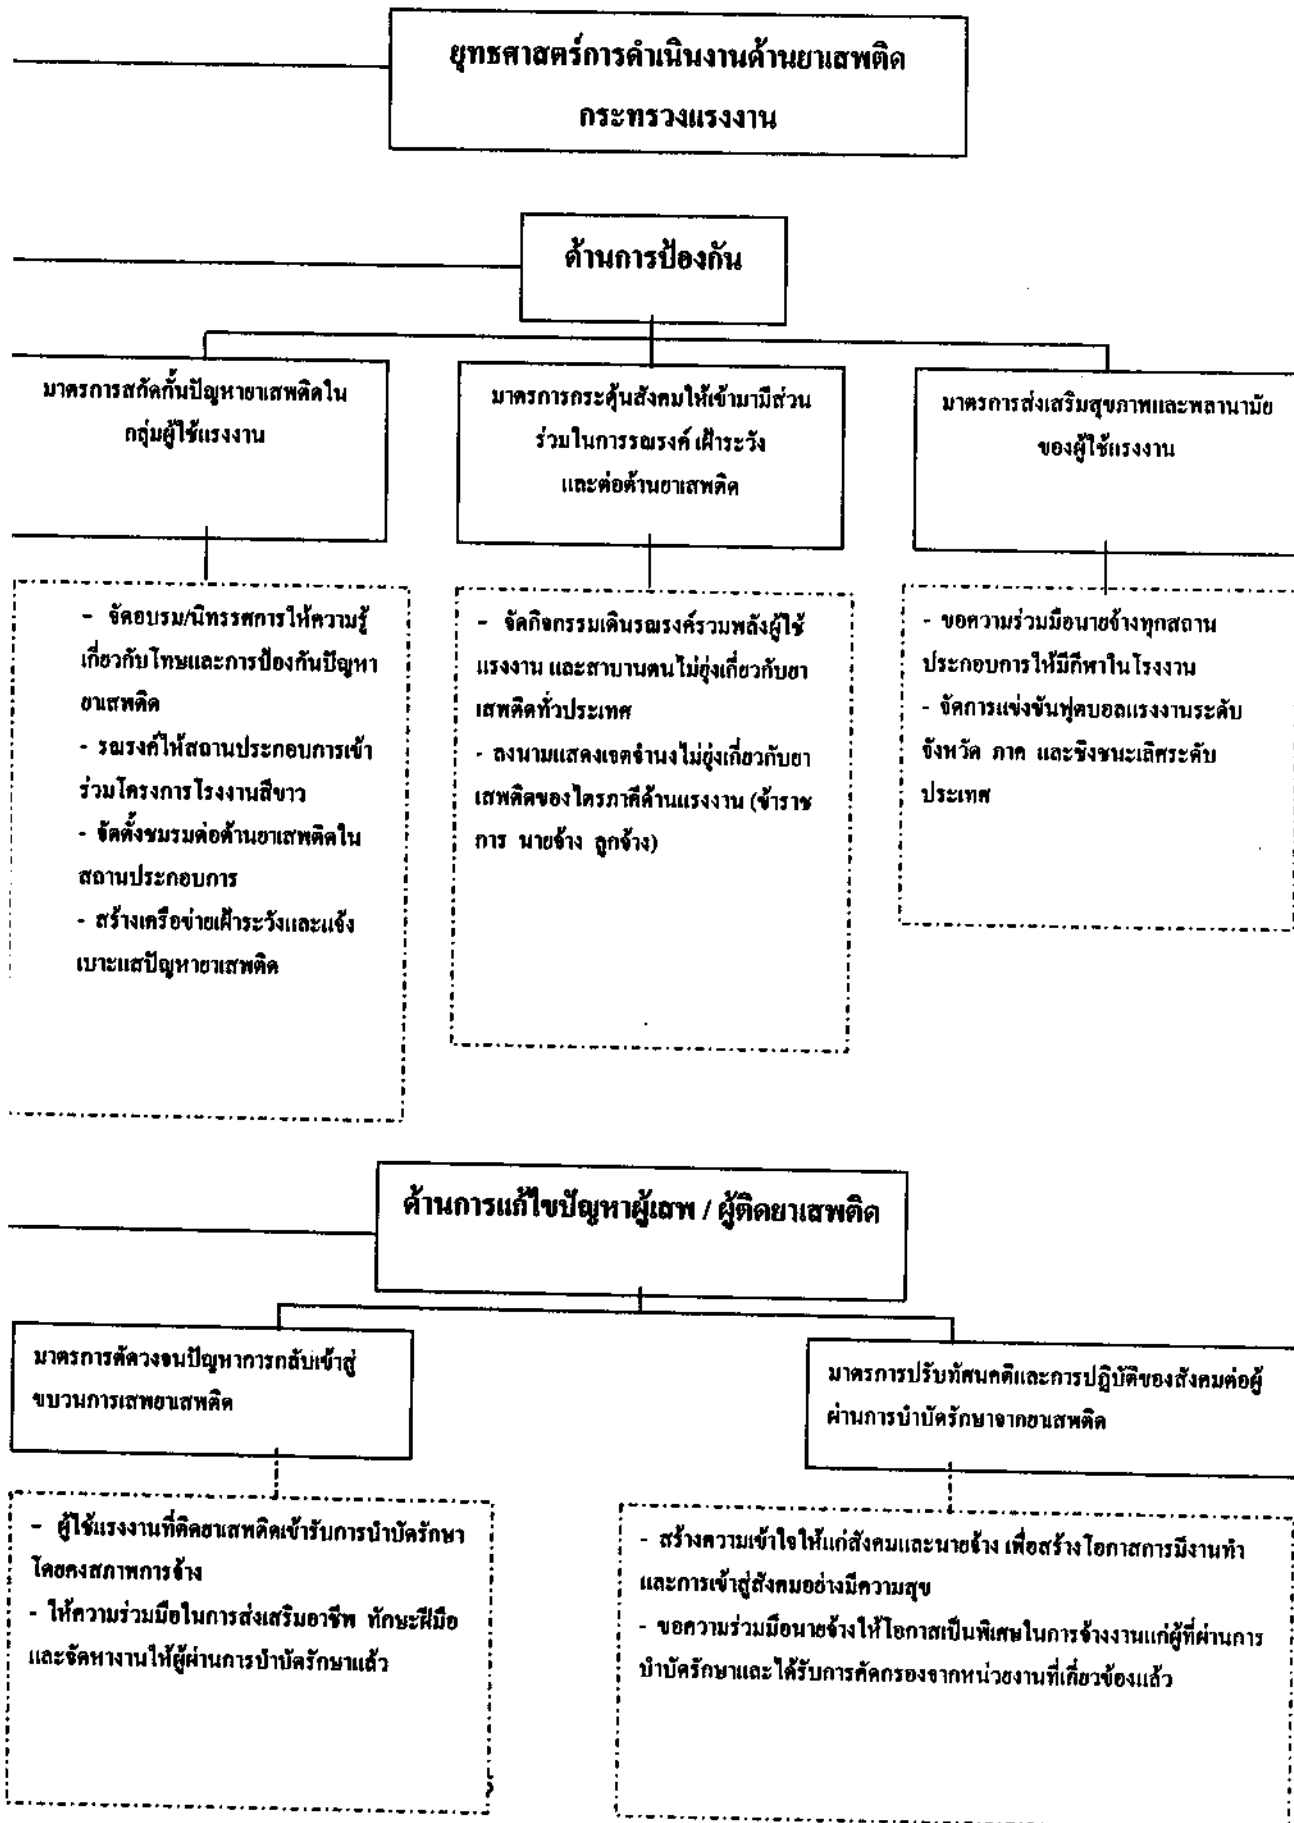 ยุทธศาสตร์การดำเนินงานด้านยาเสพติด
กระทรวงแรงงาน
ด้านการป้องกัน
มาตรการสกัดกั้นปัญหายาเสพติดใน
กลุ่มผู้ใช้แรงงาน
มาตรการกระตุ้นสังคมให้เข้ามามีส่วน
ร่วมในการรณรงค์ เฝ้าระวัง
และต่อต้านยาเสพติด
มาตรการส่งเสริมสุขภาพและพลานามัย
ของผู้ใช้แรงงาน
- จัดอบรม/นิทรรศการให้ความรู้
เกี่ยวกับโทษและการป้องกันปัญหา
ยาเสพติด
- รณรงค์ให้สถานประกอบการเข้า
ร่วมโครงการโรงงานสีขาว
- จัดตั้งชมรมต่อต้านยาเสพติดใน
สถานประกอบการ
- สร้างเครือข่ายเฝ้าระวังและแจ้ง
เบาะแสปัญหายาเสพติด
- จัดกิจกรรมเดินรณรงค์รวมพลังผู้ใช้
แรงงาน และสาบานตนไม่ยุ่งเกี่ยวกับยา
เสพติดทั่วประเทศ
- ลงนามแสดงเจตจำนงไม่ยุ่งเกี่ยวกับยา
เสพติดของไตรภาคีด้านแรงงาน (ข้าราช
การ นายจ้าง ลูกจ้าง)
- ขอความร่วมมือนายจ้างทุกสถาน
ประกอบการให้มีกีฬาในโรงงาน
- จัดการแข่งขันฟุตบอลแรงงานระดับ
จังหวัด ภาค และชิงชนะเลิศระดับ
ประเทศ
ด้านการแก้ไขปัญหาผู้เสพ / ผู้ติดยาเสพติด
มาตรการตัดวงจนปัญหาการกลับเข้าสู่
ขบวนการเสพยาเสพติด
มาตรการปรับทัศนคติและการปฏิบัติของสังคมต่อผู้
ผ่านการบำบัดรักษาจากยาเสพติด
- ผู้ใช้แรงงานที่ติดยาเสพติดเข้ารับการบำบัดรักษา
โดยคงสภาพการจ้าง
- ให้ความร่วมมือในการส่งเสริมอาชีพ ทักษะฝีมือ
และจัดหางานให้ผู้ผ่านการบำบัดรักษาแล้ว
- สร้างความเข้าใจให้แก่สังคมและนายจ้าง เพื่อสร้างโอกาสการมีงานทำ
และการเข้าสู่สังคมอย่างมีความสุข
- ขอความร่วมมือนายจ้างให้โอกาสเป็นพิเศษในการจ้างงานแก่ผู้ที่ผ่านการ
บำบัดรักษาและได้รับการคัดกรองจากหน่วยงานที่เกี่ยวข้องแล้ว